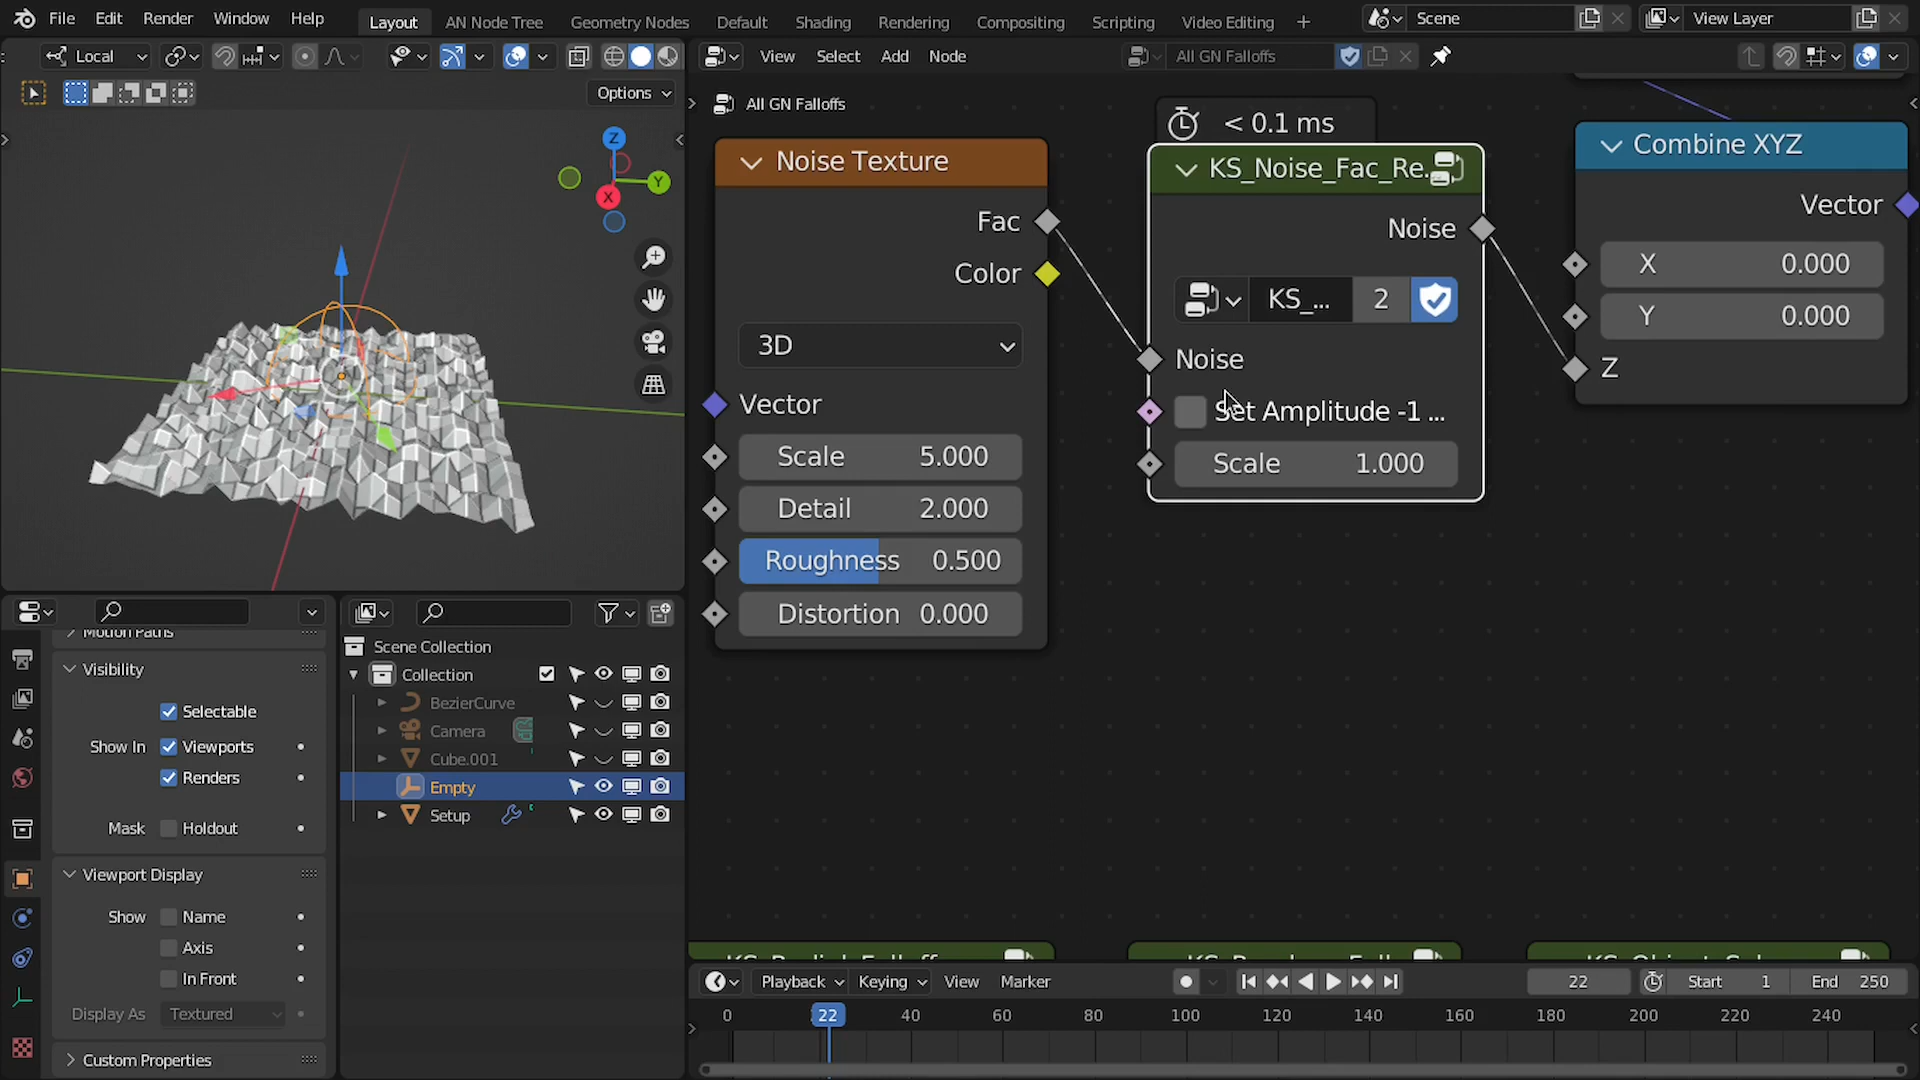 File Edit Render Window Help Layout AN Node Tree Geometry Nodes Default Shading Rendering Compositing Scripting Video Editing + Scene View Layer
Local View Select Add Node All GN Falloffs
Options
All GN Falloffs
Z
Y
X
Noise Texture
Fac
Color
3D
Vector
Scale 5.000
Detail 2.000
Roughness 0.500
Distortion 0.000
< 0.1 ms
KS_Noise_Fac_Re...
Noise
KS_... 2
Noise
Set Amplitude -1 ...
Scale 1.000
Combine XYZ
Vector
X 0.000
Y 0.000
Z
Motion Paths
Visibility
Selectable
Show In Viewports
Renders
Mask Holdout
Viewport Display
Show Name
Axis
In Front
Display As Textured
Custom Properties
Scene Collection
Collection
BezierCurve
Camera
Cube.001
Empty
Setup
Playback Keying View Marker 22 Start 1 End 250
0 22 40 60 80 100 120 140 160 180 200 220 240